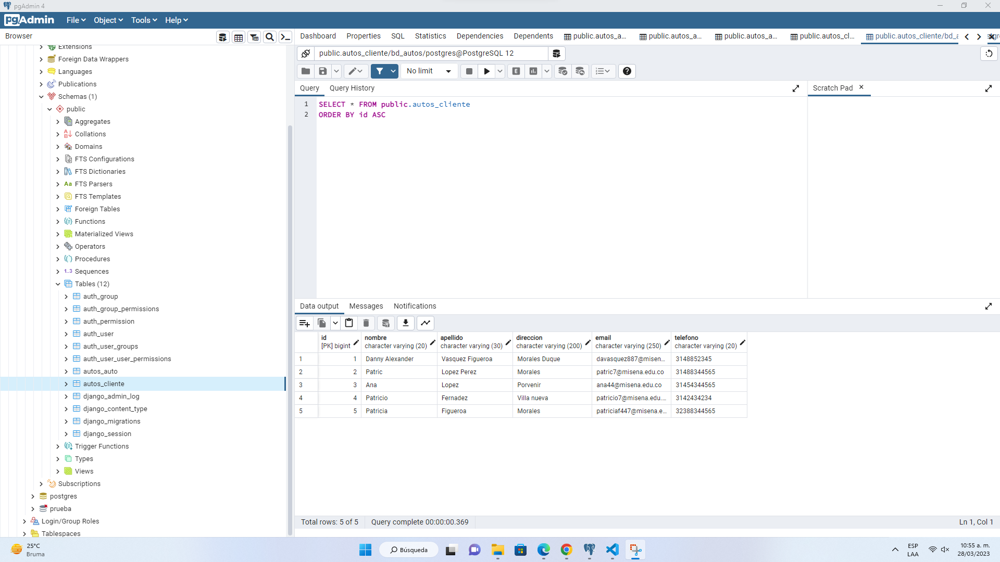 pgAdmin 4
pgAdmin File Object Tools Help
Browser
Dashboard Properties SQL Statistics Dependencies Dependents public.autos_a... public.autos_a... public.autos_a... public.autos_cl... public.autos_cliente/bd_a
Extensions
Foreign Data Wrappers
Languages
Publications
Schemas (1)
public
Aggregates
Collations
Domains
FTS Configurations
FTS Dictionaries
Aa FTS Parsers
FTS Templates
Foreign Tables
Functions
Materialized Views
Operators
Procedures
1..3 Sequences
Tables (12)
auth_group
auth_group_permissions
auth_permission
auth_user
auth_user_groups
auth_user_user_permissions
autos_auto
autos_cliente
django_admin_log
django_content_type
django_migrations
django_session
Trigger Functions
Types
Views
Subscriptions
postgres
prueba
Login/Group Roles
Tablespaces
public.autos_cliente/bd_autos/postgres@PostgreSQL 12
No limit
E
Query Query History
Scratch Pad
1 SELECT * FROM public.autos_cliente
2 ORDER BY id ASC
Data output Messages Notifications
id nombre apellido direccion email telefono
[PK] bigint character varying (20) character varying (30) character varying (200) character varying (250) character varying (20)
1 1 Danny Alexander Vasquez Figueroa Morales Duque davasquez887@misen... 3148852345
2 2 Patric Lopez Perez Morales patric7@misena.edu.co 31488344565
3 3 Ana Lopez Porvenir ana44@misena.edu.co 31454344565
4 4 Patricio Fernadez Villa nueva patricio7@misena.edu.... 3142434234
5 5 Patricia Figueroa Morales patriciaf447@misena.e... 32388344565
Total rows: 5 of 5 Query complete 00:00:00.369
Ln 1, Col 1
25°C
Bruma
Búsqueda
ESP
LAA
10:55 a. m.
28/03/2023